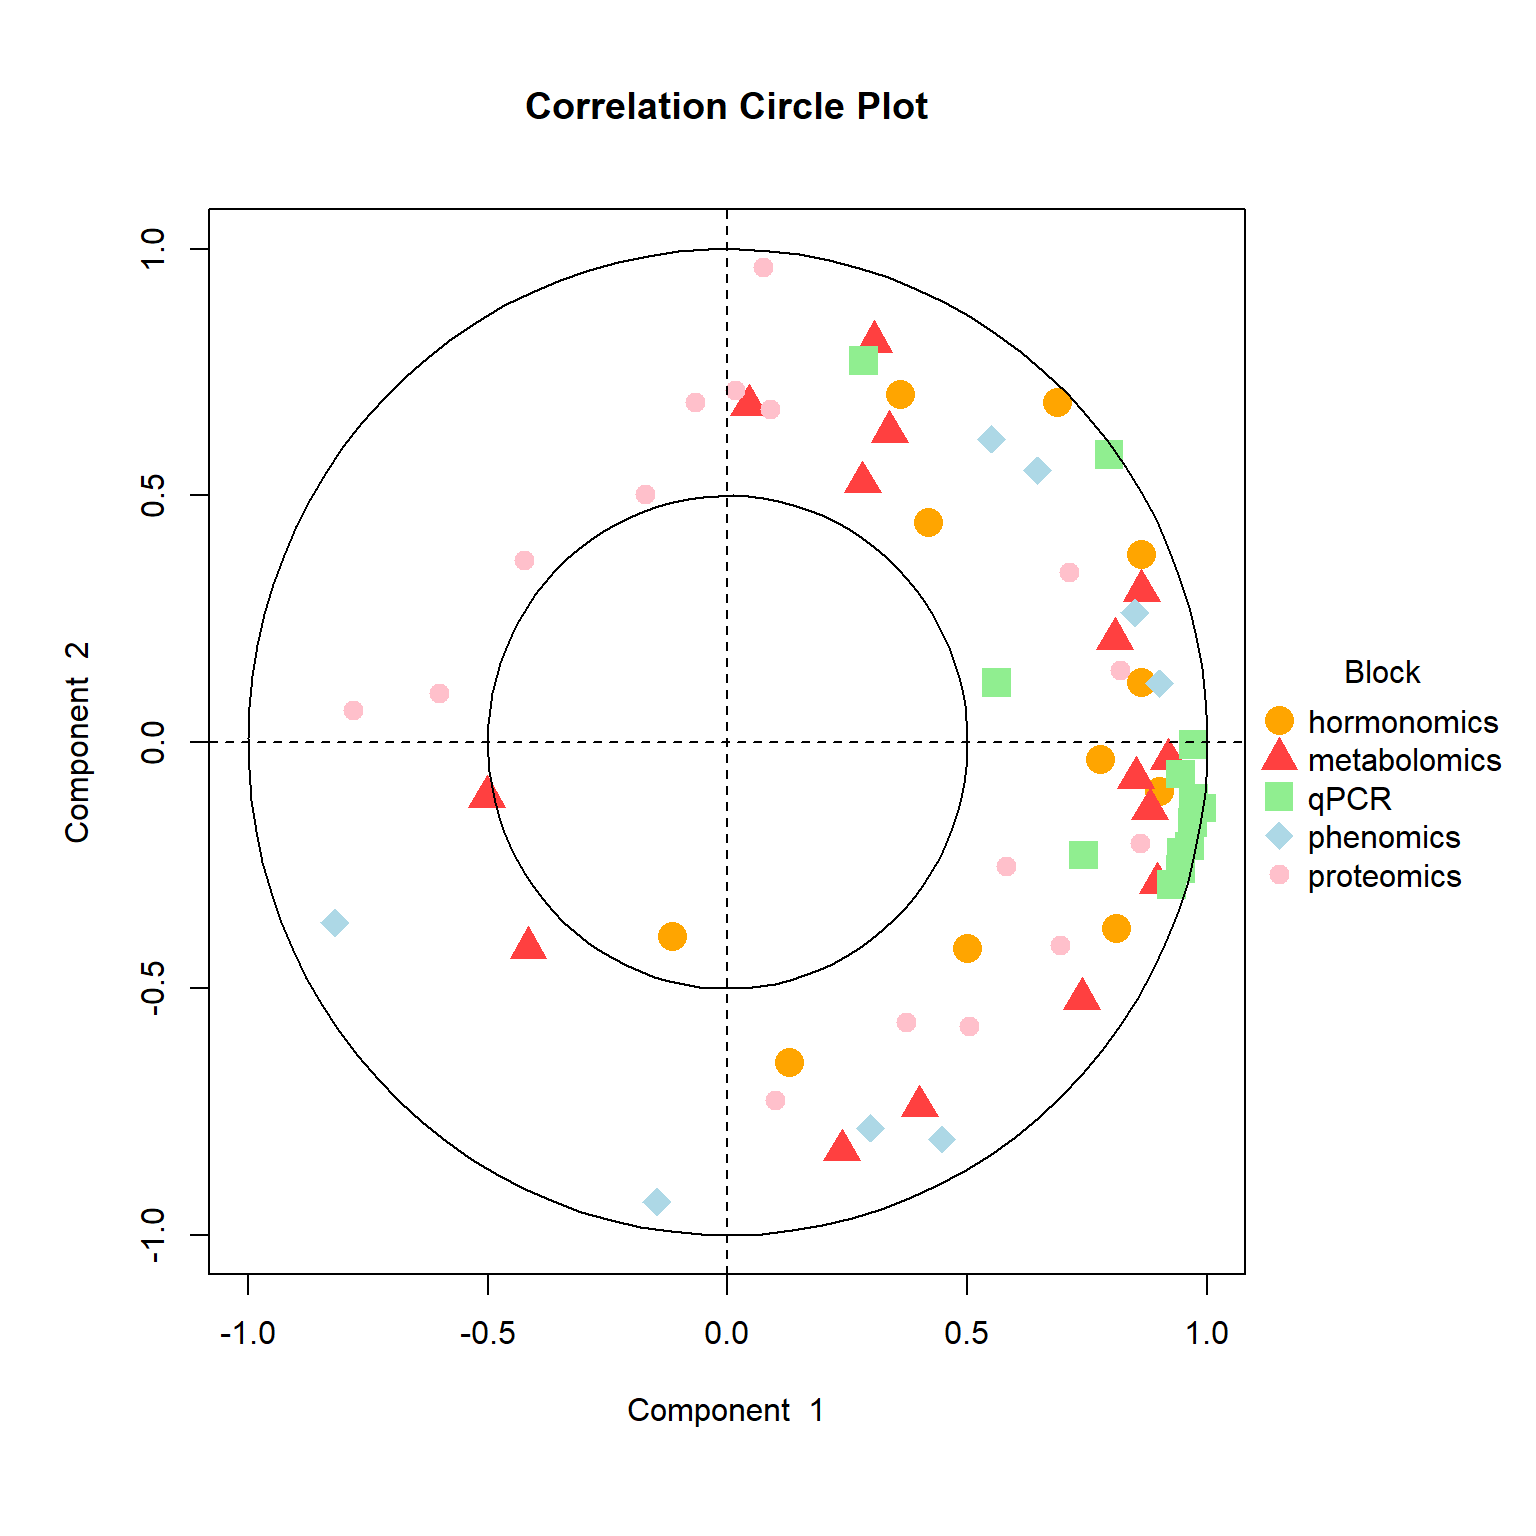 Correlation Circle Plot
1.0
0.5
0.0
-0.5
-1.0
Component 2
-1.0 -0.5 0.0 0.5 1.0
Component 1
Block
hormonomics
metabolomics
qPCR
phenomics
proteomics